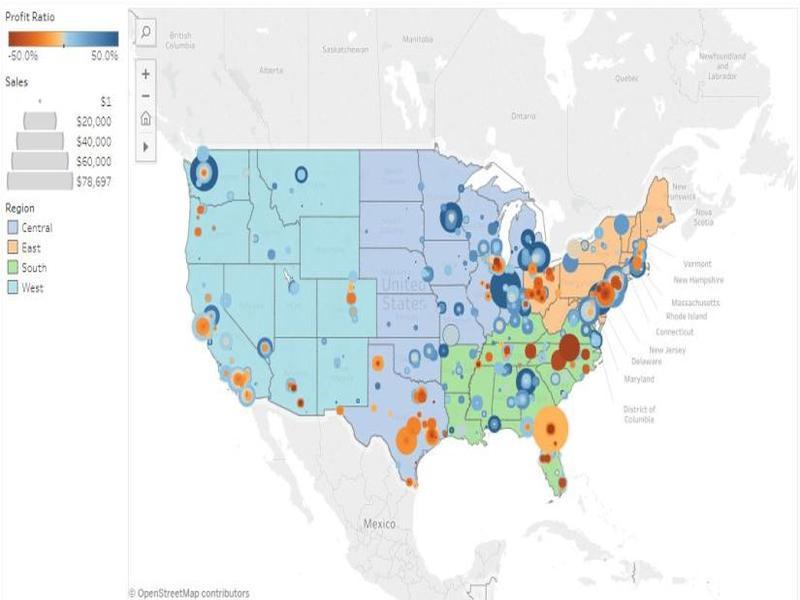 Profit Ratio
-50.0%
50.0%
Sales
$1
$20,000
$40,000
$60,000
$78,697
Region
Central
East
South
West
British
Columbia
Alberta
Saskatchewan
Manitoba
Ontario
Quebec
Newfoundland
and
Labrador
New
Brunswick
Nova
Scotia
United
States
Vermont
New Hampshire
Massachusetts
Rhode Island
Connecticut
New Jersey
Delaware
Maryland
District of
Columbia
Mexico
© OpenStreetMap contributors